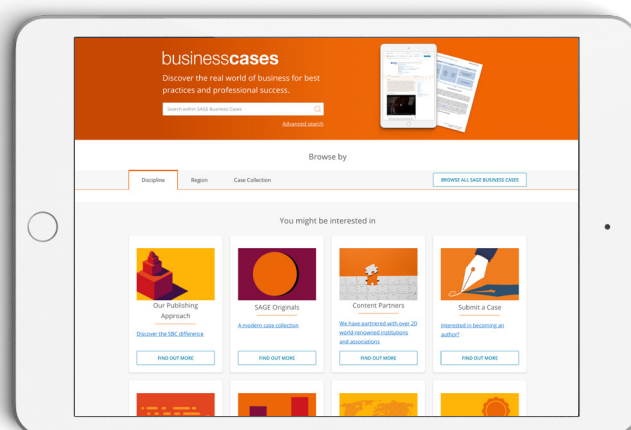 businesscases
Discover the real world of business for best
practices and professional success.
Search within SAGE Business Cases
Advanced search
Browse by
Discipline Region Case Collection BROWSE ALL SAGE BUSINESS CASES
You might be interested in
Our Publishing
Approach
Discover the SBC difference
FIND OUT MORE
SAGE Originals
A modern case collection
FIND OUT MORE
Content Partners
We have partnered with over 20
world-renowned institutions
and associations
FIND OUT MORE
Submit a Case
Interested in becoming an
author?
FIND OUT MORE